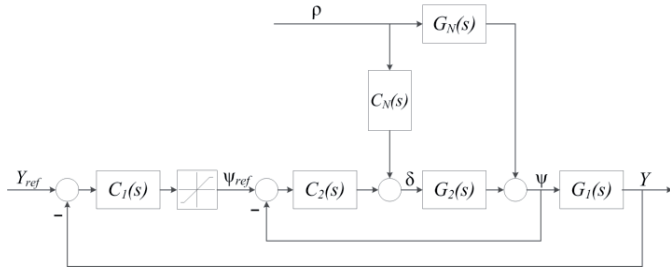 ρ
G_N(s)
C_N(s)
Y_ref
C_1(s)
ψ_ref
C_2(s)
δ
G_2(s)
ψ
G_1(s)
Y
−
−